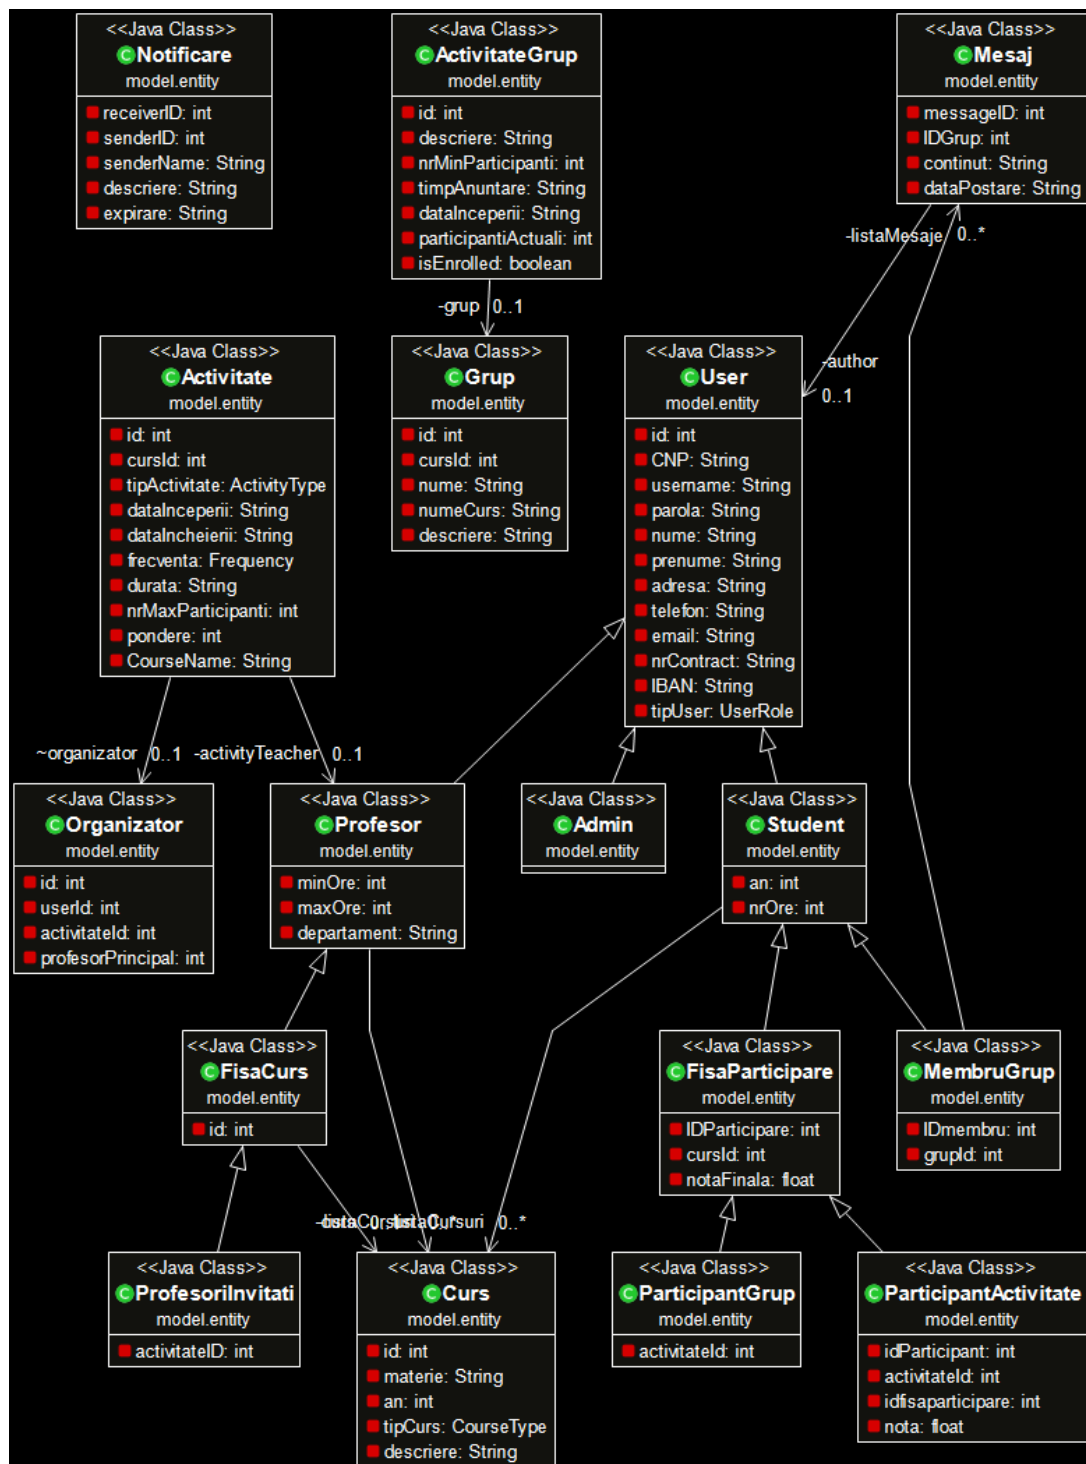 <<Java Class>>
Notificare
model.entity
receiverID: int
senderID: int
senderName: String
descriere: String
expirare: String
<<Java Class>>
ActivitateGrup
model.entity
id: int
descriere: String
nrMinParticipanti: int
timpAnuntare: String
dataInceperii: String
participantiActuali: int
isEnrolled: boolean
<<Java Class>>
Mesaj
model.entity
messageID: int
IDGrup: int
continut: String
dataPostare: String
-listaMesaje 0..*
-grup 0..1
-author
0..1
<<Java Class>>
Activitate
model.entity
id: int
cursId: int
tipActivitate: ActivityType
dataInceperii: String
dataIncheierii: String
frecventa: Frequency
durata: String
nrMaxParticipanti: int
pondere: int
CourseName: String
<<Java Class>>
Grup
model.entity
id: int
cursId: int
nume: String
numeCurs: String
descriere: String
<<Java Class>>
User
model.entity
id: int
CNP: String
username: String
parola: String
nume: String
prenume: String
adresa: String
telefon: String
email: String
nrContract: String
IBAN: String
tipUser: UserRole
~organizator 0..1
-activityTeacher 0..1
<<Java Class>>
Organizator
model.entity
id: int
userId: int
activitateId: int
profesorPrincipal: int
<<Java Class>>
Profesor
model.entity
minOre: int
maxOre: int
departament: String
<<Java Class>>
Admin
model.entity
<<Java Class>>
Student
model.entity
an: int
nrOre: int
<<Java Class>>
FisaCurs
model.entity
id: int
<<Java Class>>
FisaParticipare
model.entity
IDParticipare: int
cursId: int
notaFinala: float
<<Java Class>>
MembruGrup
model.entity
IDmembru: int
grupId: int
0..*
<<Java Class>>
ProfesoriInvitati
model.entity
activitateID: int
<<Java Class>>
Curs
model.entity
id: int
materie: String
an: int
tipCurs: CourseType
descriere: String
<<Java Class>>
ParticipantGrup
model.entity
activitateId: int
<<Java Class>>
ParticipantActivitate
model.entity
idParticipant: int
activitateId: int
idfisaparticipare: int
nota: float